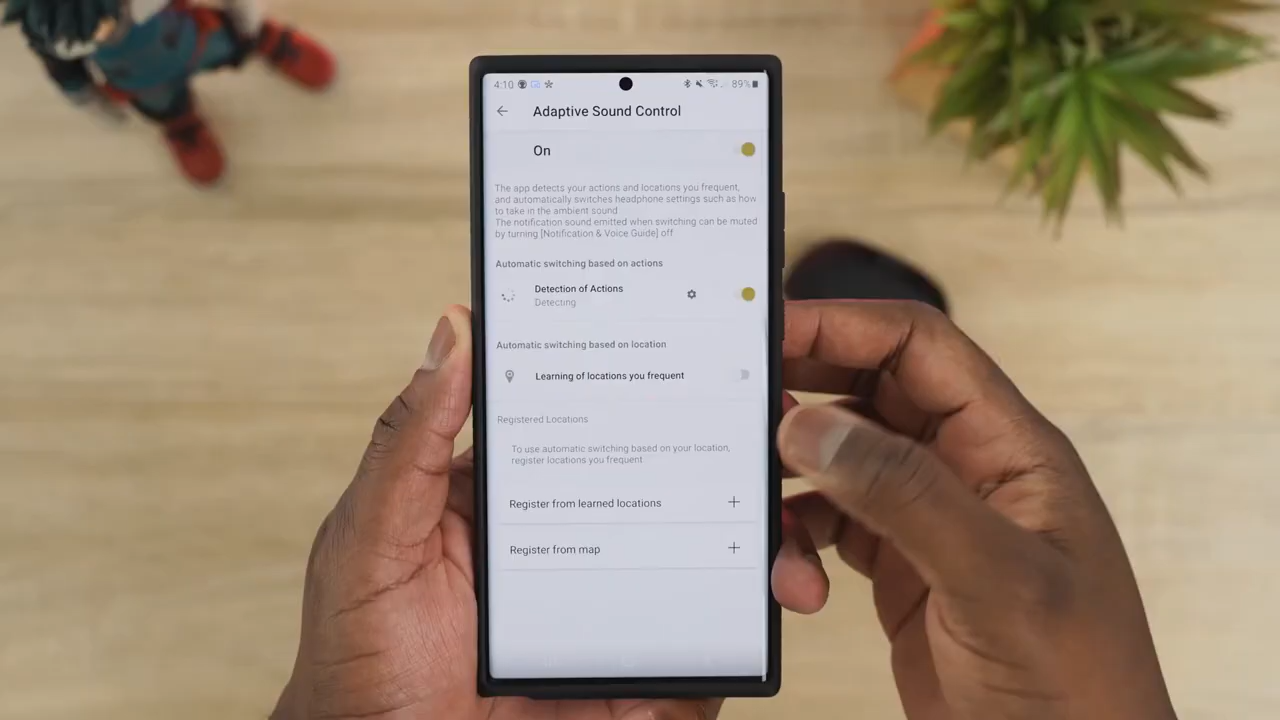 4:10 89%
Adaptive Sound Control
On
The app detects your actions and locations you frequent,
and automatically switches headphone settings such as how
to take in the ambient sound
The notification sound emitted when switching can be muted
by turning [Notification & Voice Guide] off
Automatic switching based on actions
Detection of Actions
Detecting
Automatic switching based on location
Learning of locations you frequent
Registered Locations
To use automatic switching based on your location,
register locations you frequent
Register from learned locations
Register from map